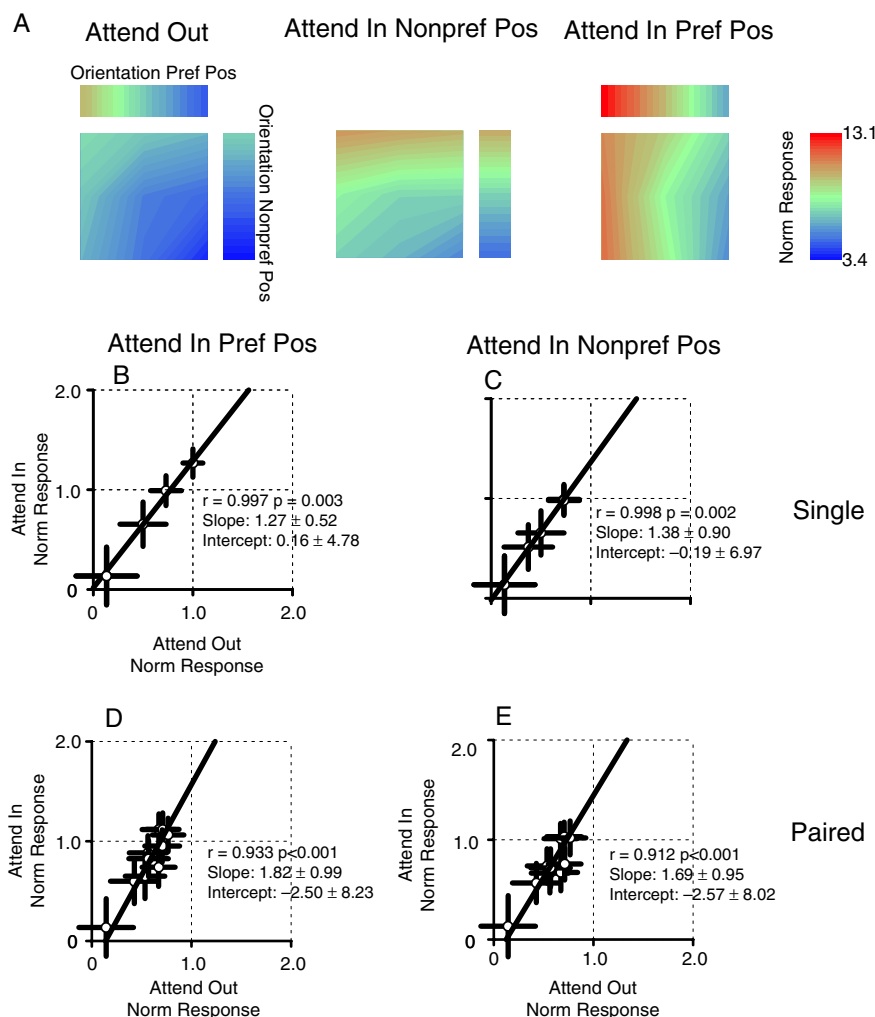 A
Attend Out
Attend In Nonpref Pos
Attend In Pref Pos
Orientation Pref Pos
Orientation Nonpref Pos
Norm Response
13.1
3.4
Attend In Pref Pos
Attend In Nonpref Pos
B
2.0
1.0
0
Attend In
Norm Response
r = 0.997 p = 0.003
Slope: 1.27 ± 0.52
Intercept: 0.16 ± 4.78
0
1.0
2.0
Attend Out
Norm Response
C
r = 0.998 p = 0.002
Slope: 1.38 ± 0.90
Intercept: −0.19 ± 6.97
Single
D
2.0
1.0
0
Attend In
Norm Response
r = 0.933 p<0.001
Slope: 1.82 ± 0.99
Intercept: −2.50 ± 8.23
0
1.0
2.0
Attend Out
Norm Response
E
2.0
1.0
0
Attend In
Norm Response
r = 0.912 p<0.001
Slope: 1.69 ± 0.95
Intercept: −2.57 ± 8.02
0
1.0
2.0
Attend Out
Norm Response
Paired